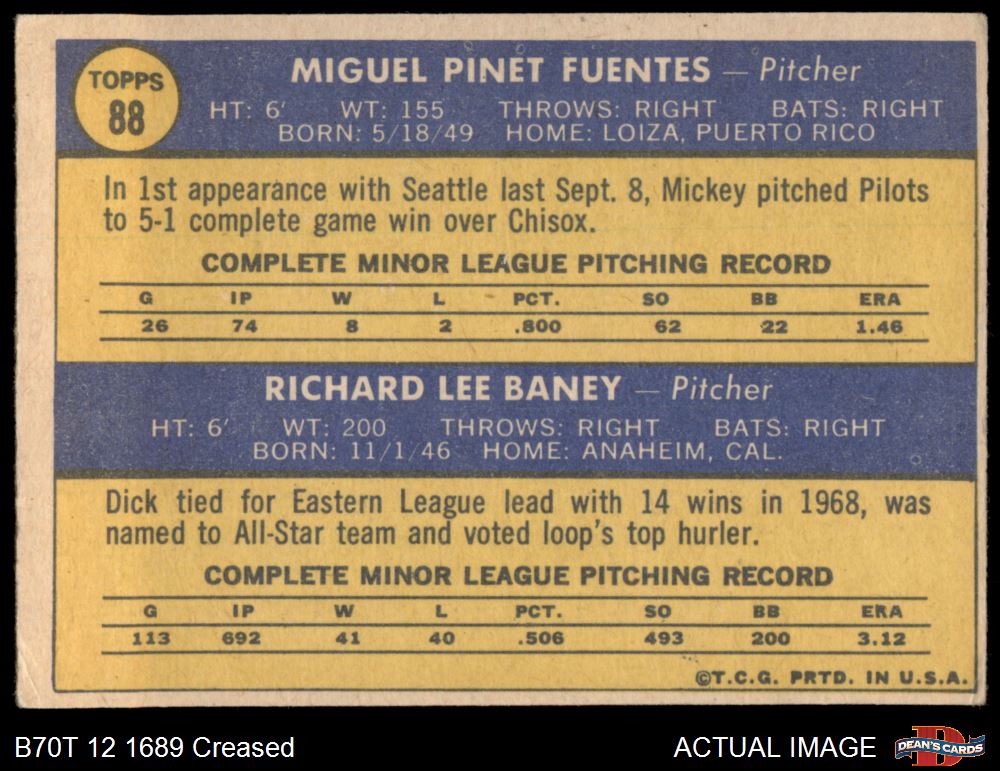 TOPPS
88
MIGUEL PINET FUENTES — Pitcher
HT: 6' WT: 155 THROWS: RIGHT BATS: RIGHT
BORN: 5/18/49 HOME: LOIZA, PUERTO RICO
In 1st appearance with Seattle last Sept. 8, Mickey pitched Pilots
to 5-1 complete game win over Chisox.
COMPLETE MINOR LEAGUE PITCHING RECORD
G IP W L PCT. SO BB ERA
26 74 8 2 .800 62 22 1.46
RICHARD LEE BANEY — Pitcher
HT: 6' WT: 200 THROWS: RIGHT BATS: RIGHT
BORN: 11/1/46 HOME: ANAHEIM, CAL.
Dick tied for Eastern League lead with 14 wins in 1968, was
named to All-Star team and voted loop's top hurler.
COMPLETE MINOR LEAGUE PITCHING RECORD
G IP W L PCT. SO BB ERA
113 692 41 40 .506 493 200 3.12
©T.C.G. PRTD. IN U.S.A.
B70T 12 1689 Creased
ACTUAL IMAGE
D
DEAN'S CARDS